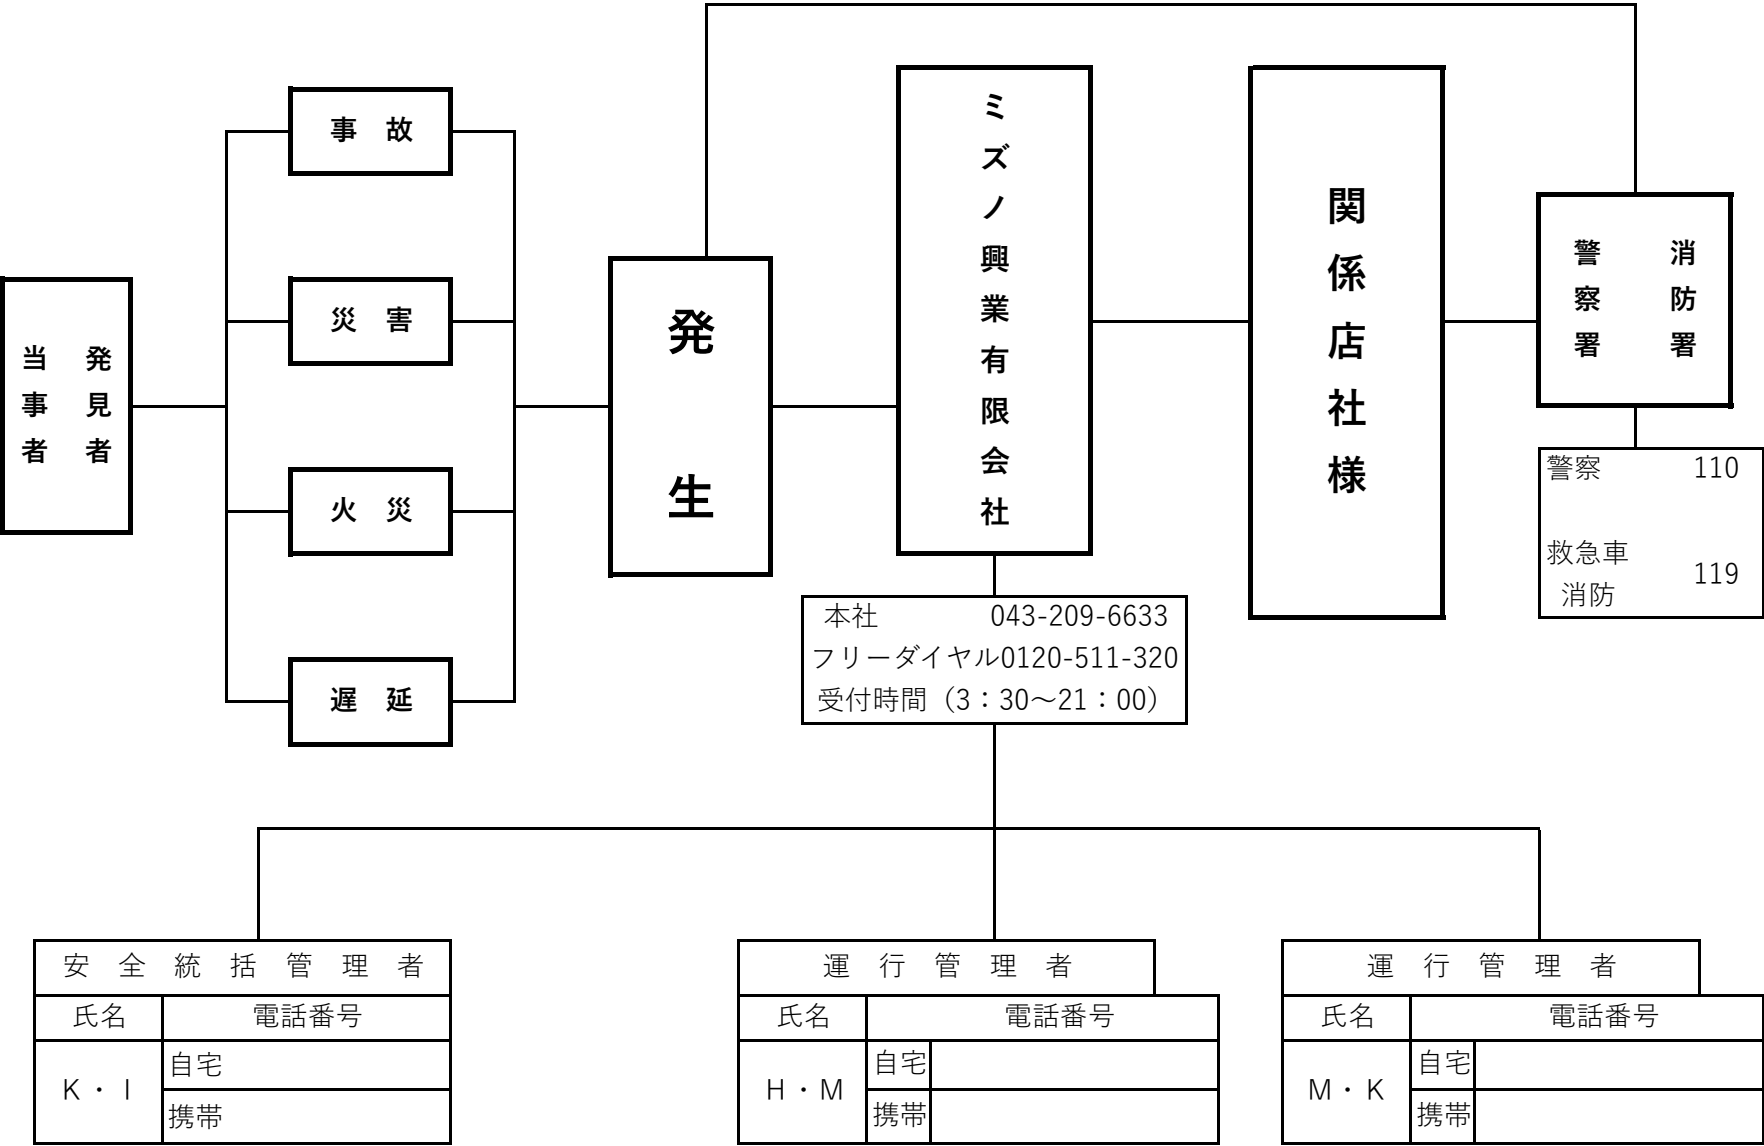 当事者
発見者
事　故
災　害
火　災
遅　延
発生
ミズノ興業有限会社
関係店社様
警察署
消防署
警察　110
救急車
消防　119
本社　043-209-6633
フリーダイヤル0120-511-320
受付時間（3：30～21：00）
安　全　統　括　管　理　者
氏名　電話番号
K・I
自宅
携帯
運　行　管　理　者
氏名　電話番号
H・M
自宅
携帯
運　行　管　理　者
氏名　電話番号
M・K
自宅
携帯